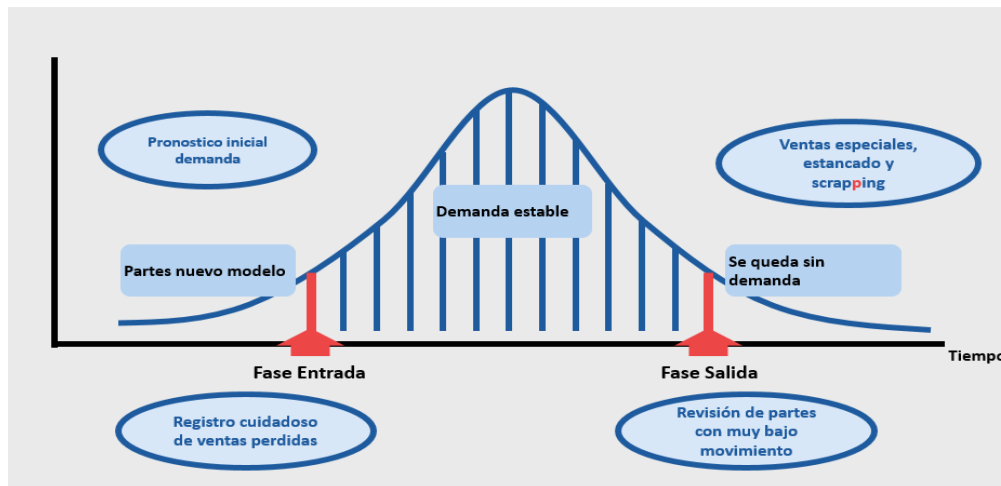 Pronostico inicial
demanda
Ventas especiales,
estancado y
scrapping
Demanda estable
Partes nuevo modelo
Se queda sin
demanda
Tiempo
Fase Entrada
Fase Salida
Registro cuidadoso
de ventas perdidas
Revisión de partes
con muy bajo
movimiento